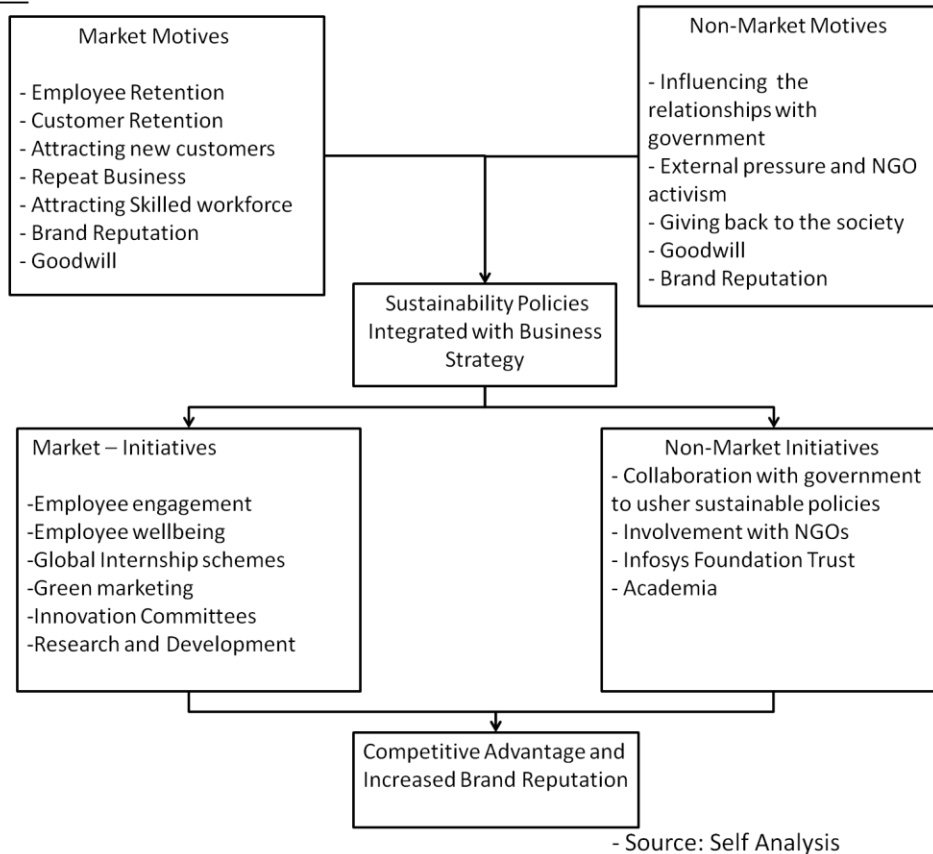 Market Motives
- Employee Retention
- Customer Retention
- Attracting new customers
- Repeat Business
- Attracting Skilled workforce
- Brand Reputation
- Goodwill
Non-Market Motives
- Influencing the
relationships with
government
- External pressure and NGO
activism
- Giving back to the society
- Goodwill
- Brand Reputation
Sustainability Policies
Integrated with Business
Strategy
Market – Initiatives
-Employee engagement
-Employee wellbeing
-Global Internship schemes
-Green marketing
-Innovation Committees
-Research and Development
Non-Market Initiatives
- Collaboration with government
to usher sustainable policies
- Involvement with NGOs
- Infosys Foundation Trust
- Academia
Competitive Advantage and
Increased Brand Reputation
- Source: Self Analysis